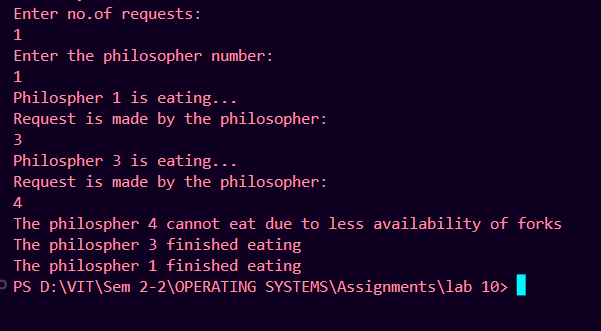 Enter no.of requests:
1
Enter the philosopher number:
1
Philospher 1 is eating...
Request is made by the philosopher:
3
Philospher 3 is eating...
Request is made by the philosopher:
4
The philospher 4 cannot eat due to less availability of forks
The philospher 3 finished eating
The philospher 1 finished eating
PS D:\VIT\Sem 2-2\OPERATING SYSTEMS\Assignments\lab 10>